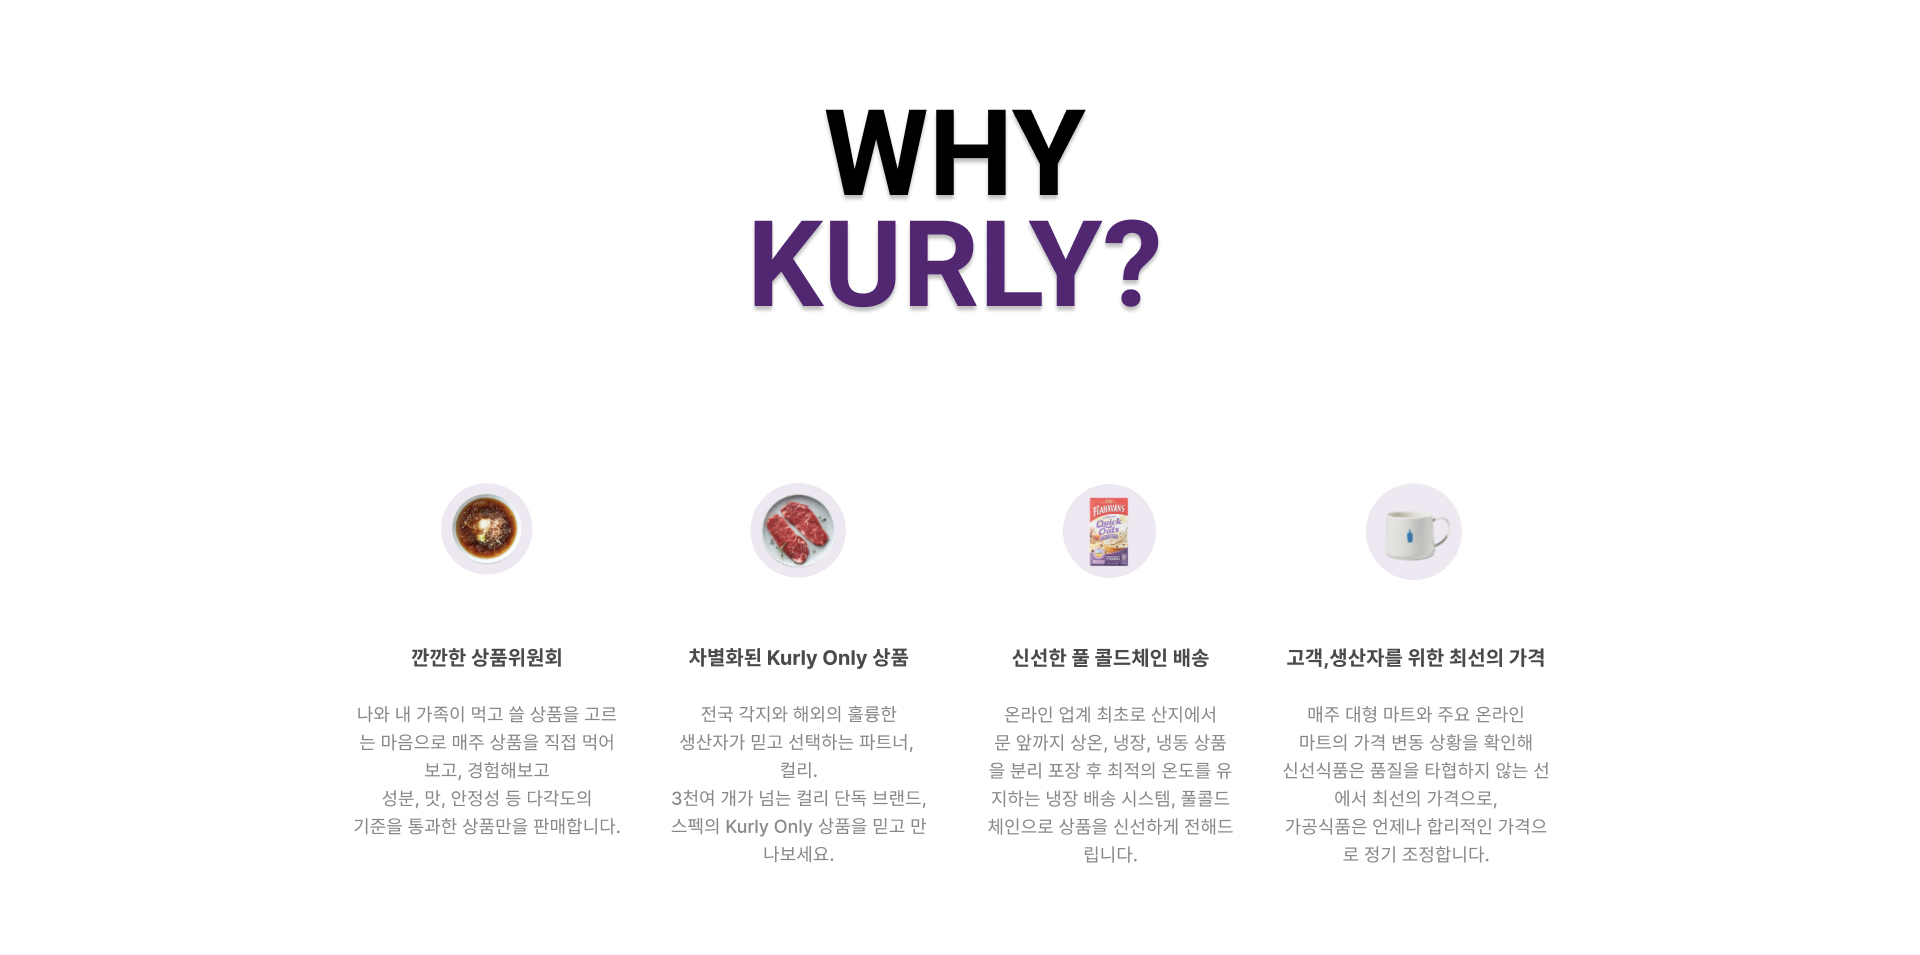 WHY
KURLY?
FLAHAVAN'S
Quick
Oats
깐깐한 상품위원회
나와 내 가족이 먹고 쓸 상품을 고르
는 마음으로 매주 상품을 직접 먹어
보고, 경험해보고
성분, 맛, 안정성 등 다각도의
기준을 통과한 상품만을 판매합니다.
차별화된 Kurly Only 상품
전국 각지와 해외의 훌륭한
생산자가 믿고 선택하는 파트너,
컬리.
3천여 개가 넘는 컬리 단독 브랜드,
스펙의 Kurly Only 상품을 믿고 만
나보세요.
신선한 풀 콜드체인 배송
온라인 업계 최초로 산지에서
문 앞까지 상온, 냉장, 냉동 상품
을 분리 포장 후 최적의 온도를 유
지하는 냉장 배송 시스템, 풀콜드
체인으로 상품을 신선하게 전해드
립니다.
고객,생산자를 위한 최선의 가격
매주 대형 마트와 주요 온라인
마트의 가격 변동 상황을 확인해
신선식품은 품질을 타협하지 않는 선
에서 최선의 가격으로,
가공식품은 언제나 합리적인 가격으
로 정기 조정합니다.